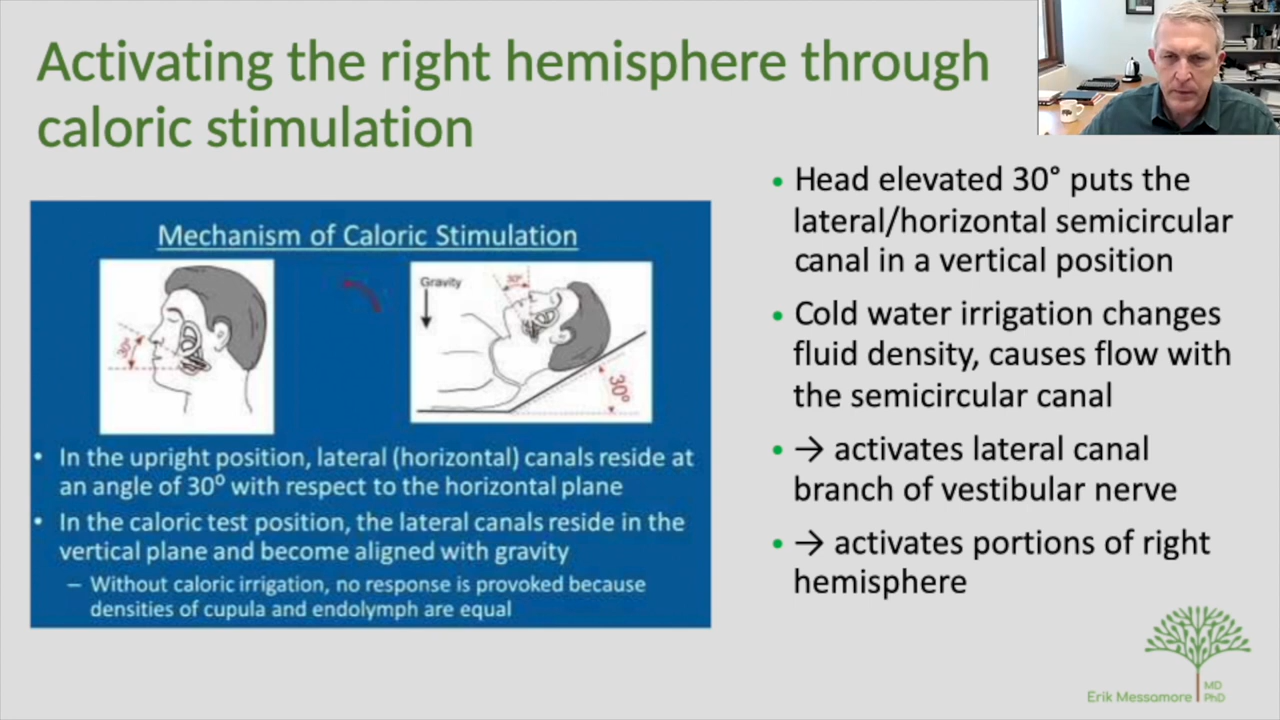 Activating the right hemisphere through
caloric stimulation
Mechanism of Caloric Stimulation
30°
Gravity
30°
30°
• In the upright position, lateral (horizontal) canals reside at
an angle of 30⁰ with respect to the horizontal plane
• In the caloric test position, the lateral canals reside in the
vertical plane and become aligned with gravity
– Without caloric irrigation, no response is provoked because
densities of cupula and endolymph are equal
• Head elevated 30° puts the
lateral/horizontal semicircular
canal in a vertical position
• Cold water irrigation changes
fluid density, causes flow with
the semicircular canal
• → activates lateral canal
branch of vestibular nerve
• → activates portions of right
hemisphere
Erik Messamore MD PhD